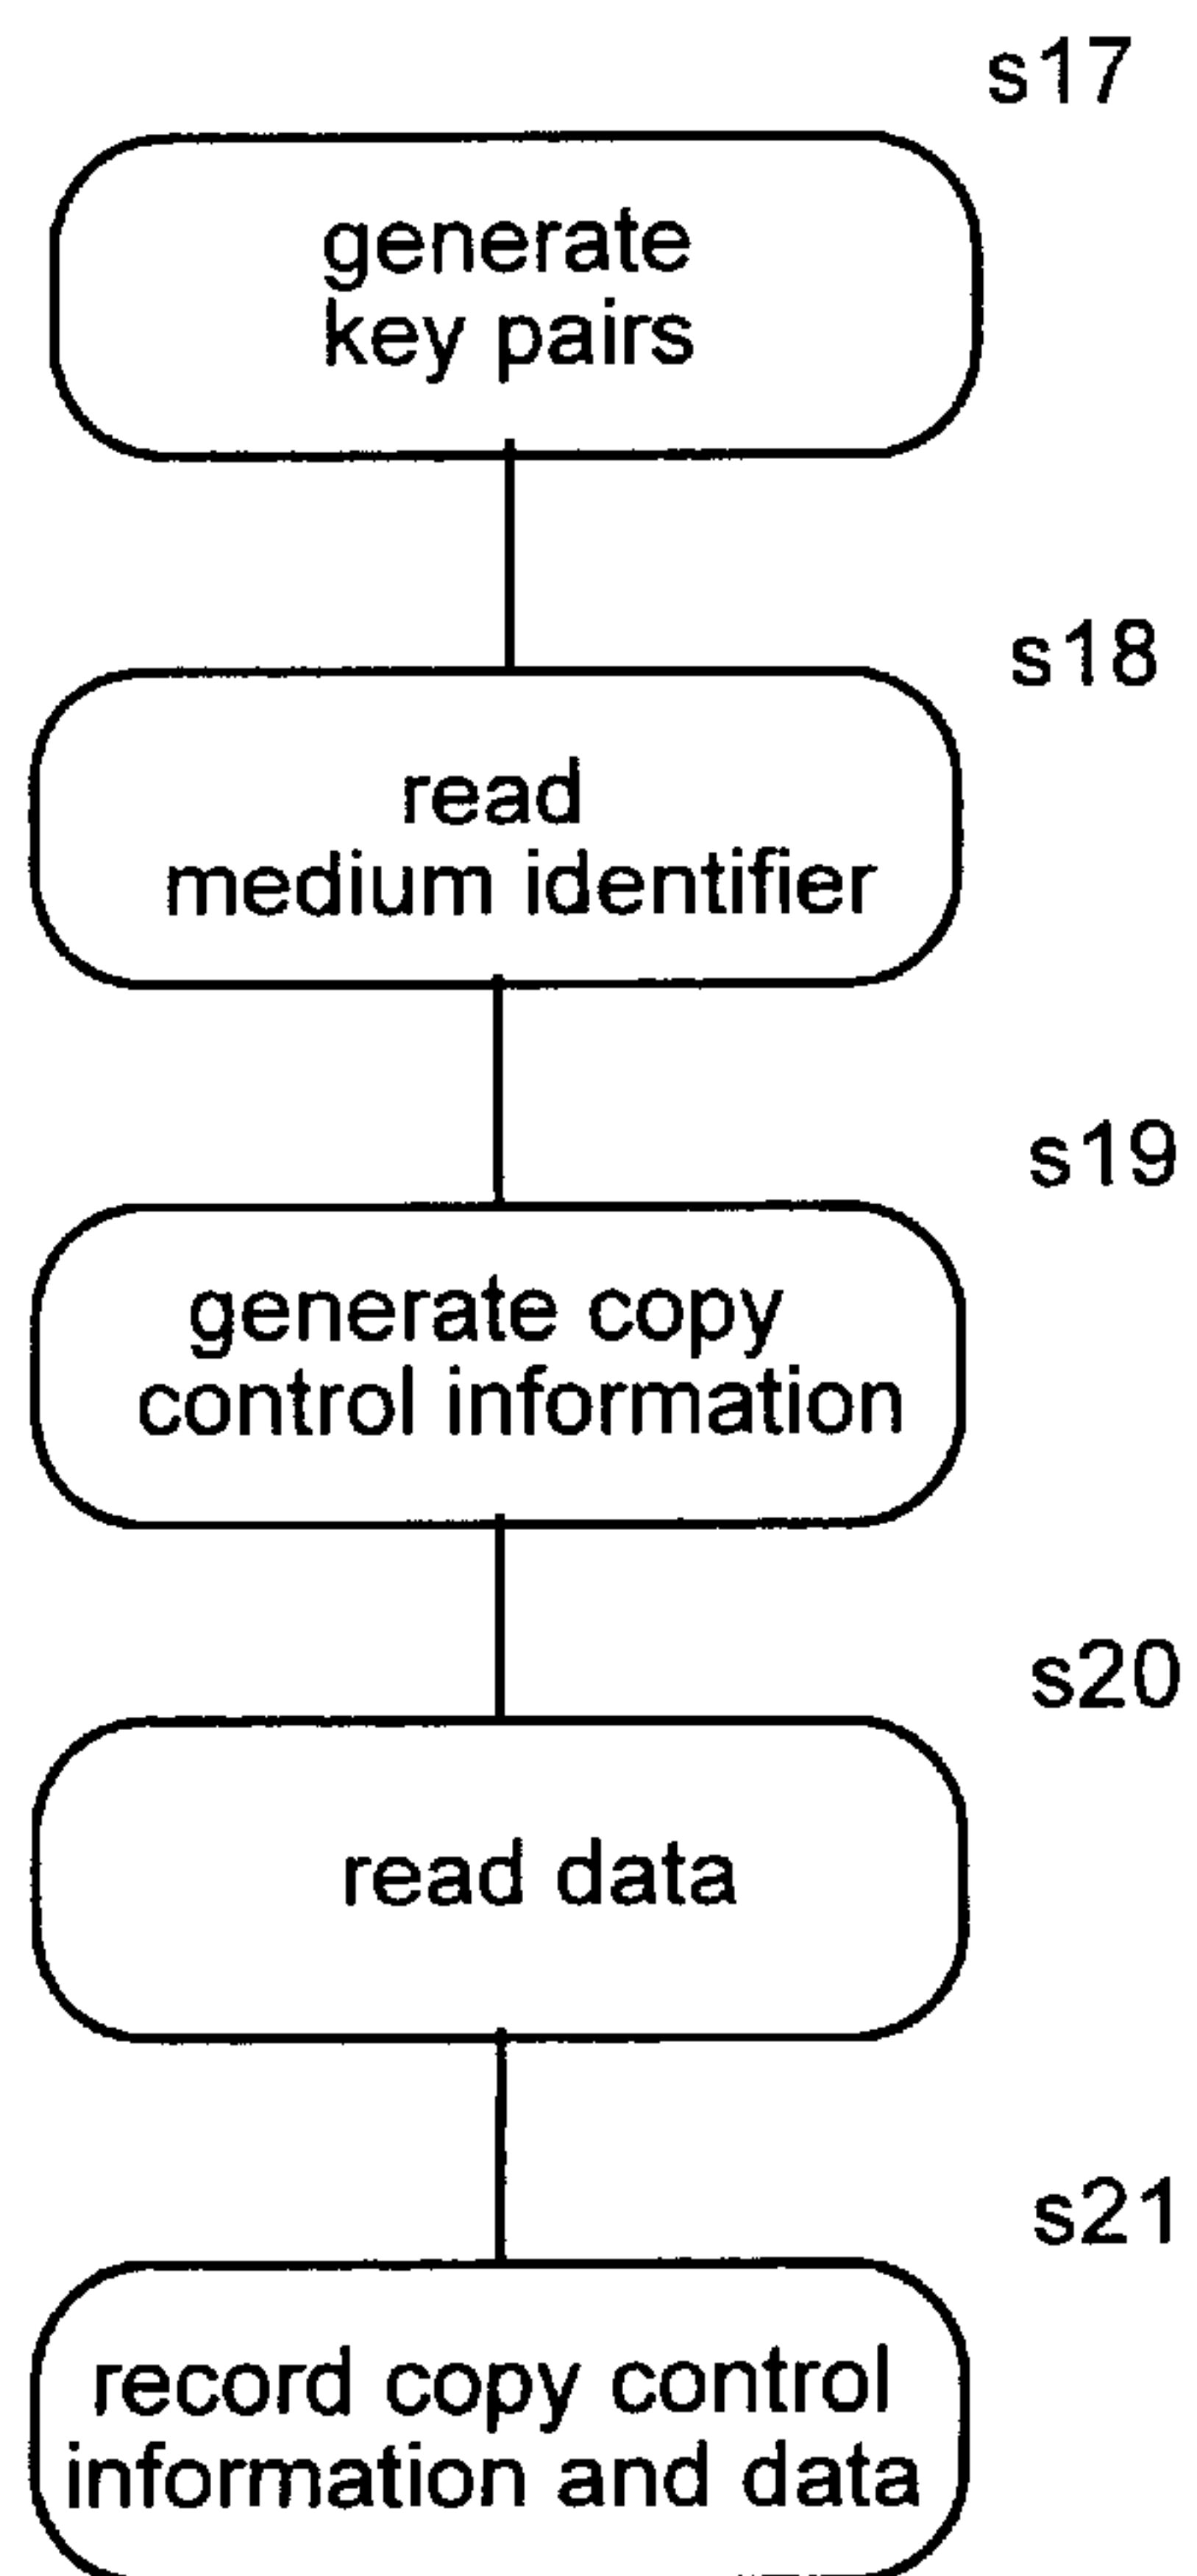 s17
generate
key pairs
s18
read
medium identifier
s19
generate copy
control information
s20
read data
s21
record copy control
information and data